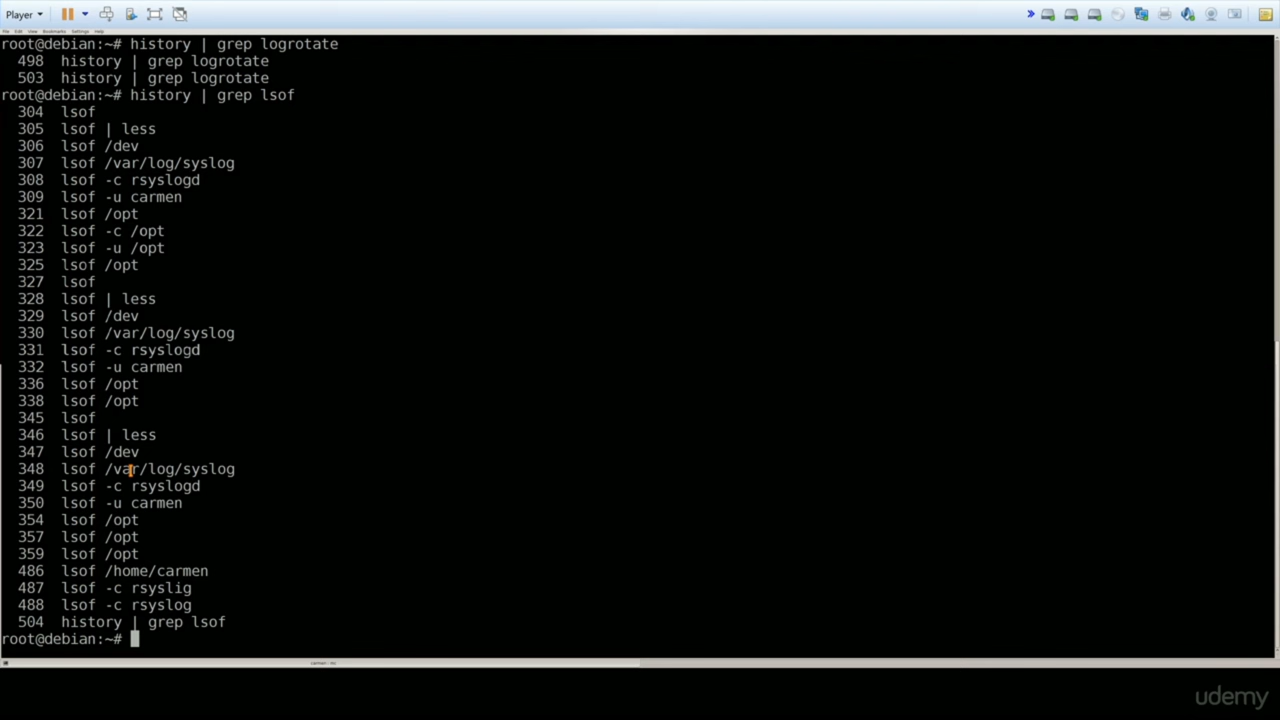 Player
File Edit View Bookmarks Settings Help
root@debian:~# history | grep logrotate
498 history | grep logrotate
503 history | grep logrotate
root@debian:~# history | grep lsof
304 lsof
305 lsof | less
306 lsof /dev
307 lsof /var/log/syslog
308 lsof -c rsyslogd
309 lsof -u carmen
321 lsof /opt
322 lsof -c /opt
323 lsof -u /opt
325 lsof /opt
327 lsof
328 lsof | less
329 lsof /dev
330 lsof /var/log/syslog
331 lsof -c rsyslogd
332 lsof -u carmen
336 lsof /opt
338 lsof /opt
345 lsof
346 lsof | less
347 lsof /dev
348 lsof /var/log/syslog
349 lsof -c rsyslogd
350 lsof -u carmen
354 lsof /opt
357 lsof /opt
359 lsof /opt
486 lsof /home/carmen
487 lsof -c rsyslig
488 lsof -c rsyslog
504 history | grep lsof
root@debian:~#
udemy